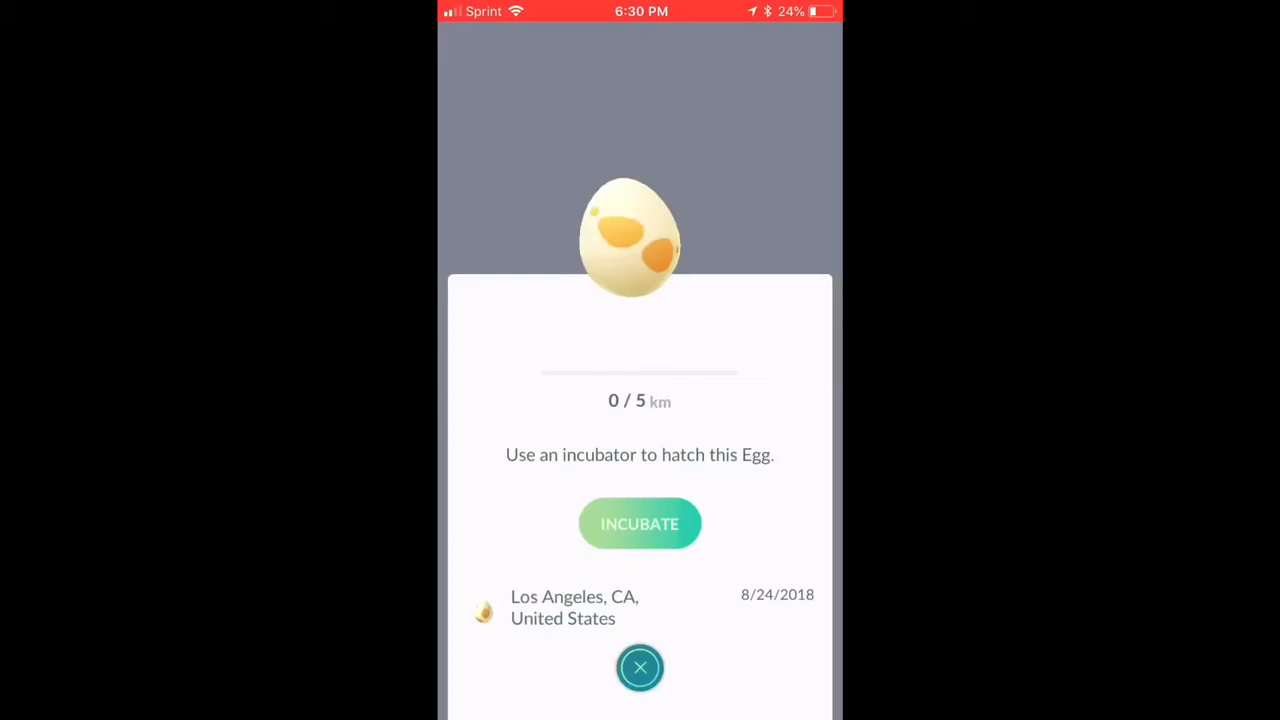 Sprint 6:30 PM 24%
0 / 5 km
Use an incubator to hatch this Egg.
INCUBATE
Los Angeles, CA, 8/24/2018
United States